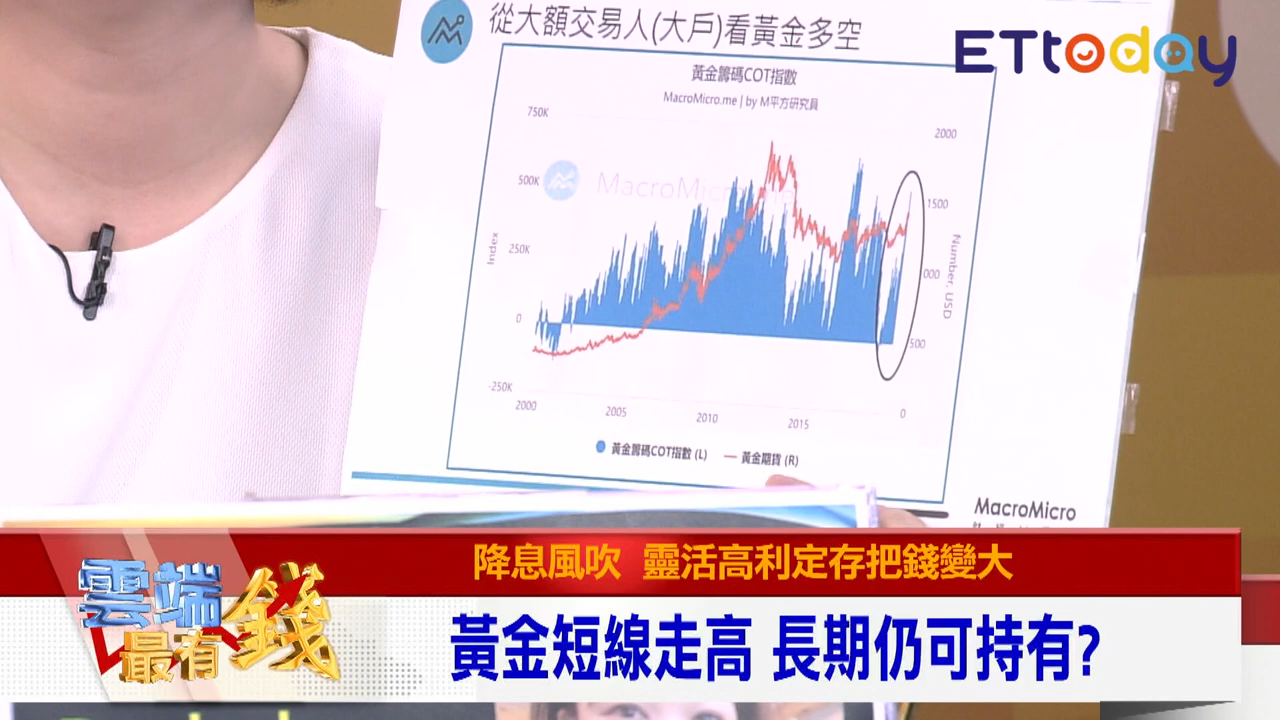 從大額交易人(大戶)看黃金多空
ETtoday
黃金籌碼COT指數
MacroMicro.me | by M平方研究員
750K
500K
250K
0
-250K
Index
MacroMicro.me
2000
1500
000
500
0
Number, USD
2000
2005
2010
2015
黃金籌碼COT指數 (L)
黃金期貨 (R)
MacroMicro
降息風吹 靈活高利定存把錢變大
雲端
最有錢
黃金短線走高 長期仍可持有?